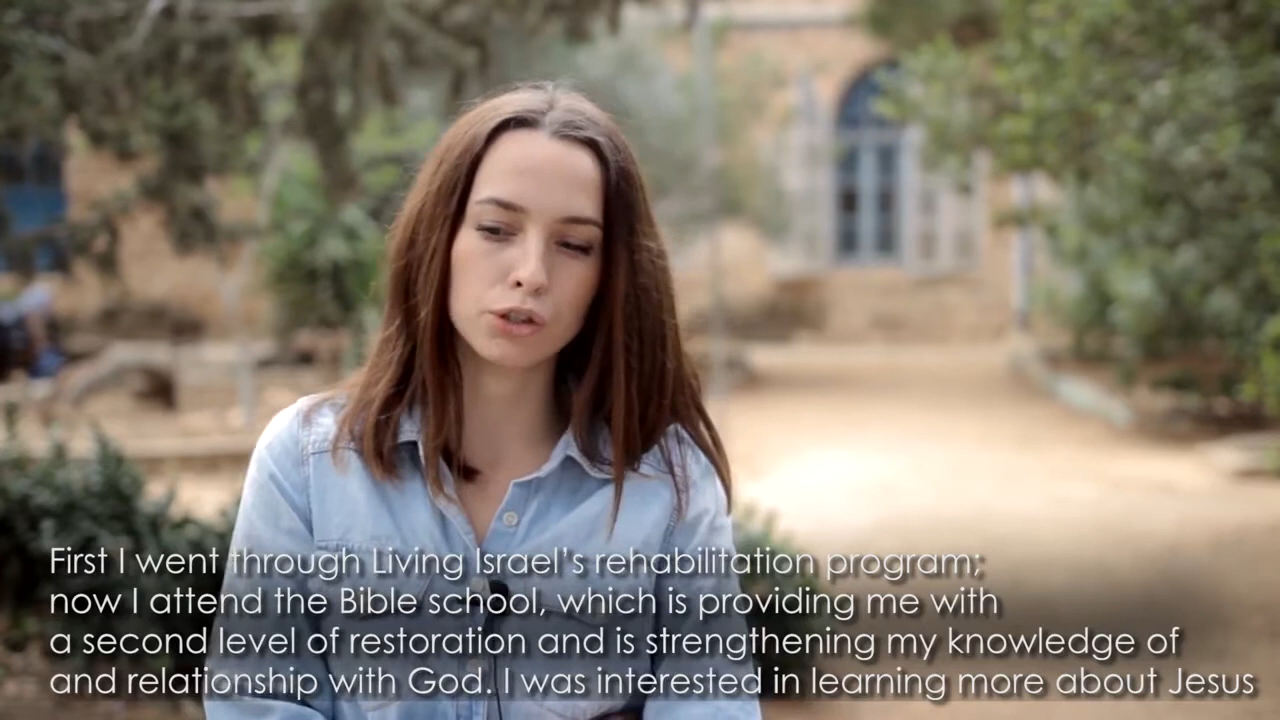 First I went through Living Israel’s rehabilitation program;
now I attend the Bible school, which is providing me with
a second level of restoration and is strengthening my knowledge of
and relationship with God. I was interested in learning more about Jesus